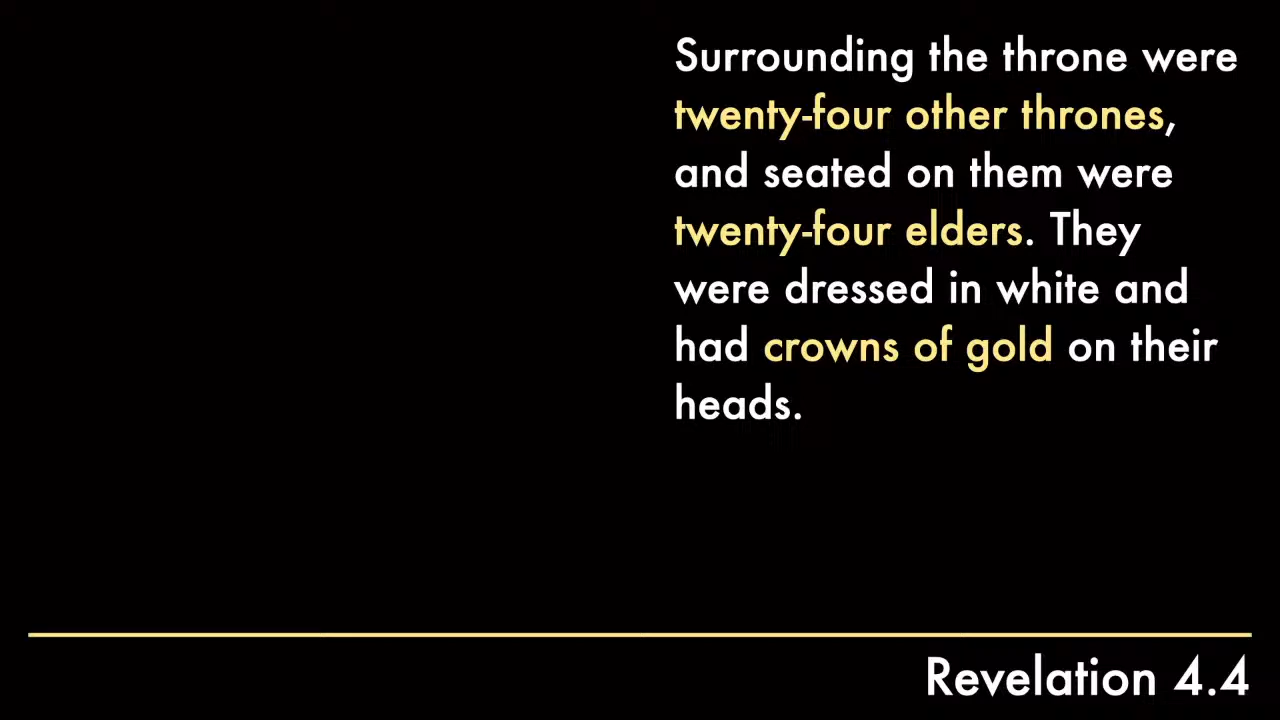 Surrounding the throne were
twenty-four other thrones,
and seated on them were
twenty-four elders. They
were dressed in white and
had crowns of gold on their
heads.
Revelation 4.4